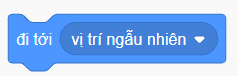 đi tới vị trí ngẫu nhiên